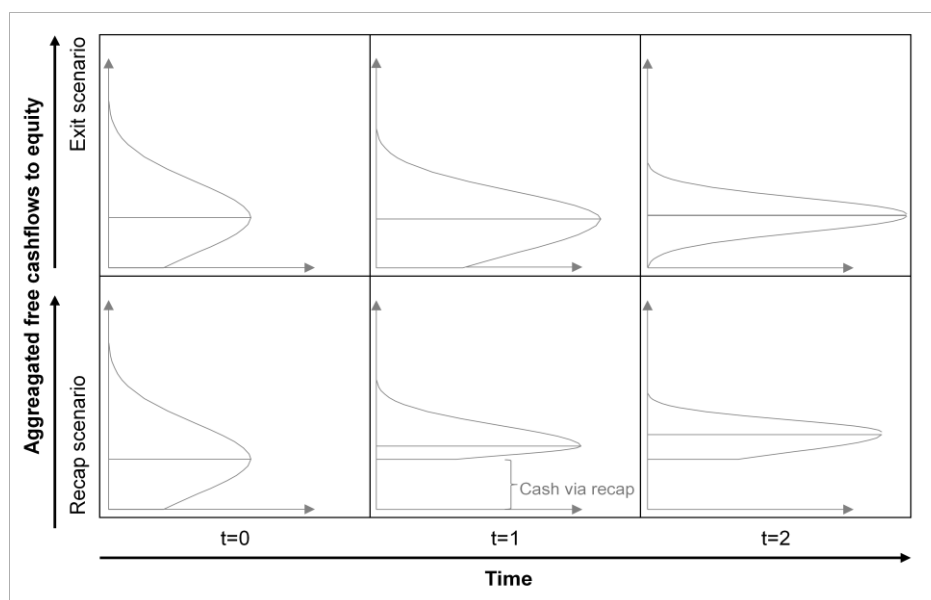 Aggreagated free cashflows to equity
Exit scenario
Recap scenario
Cash via recap
t=0
t=1
t=2
Time